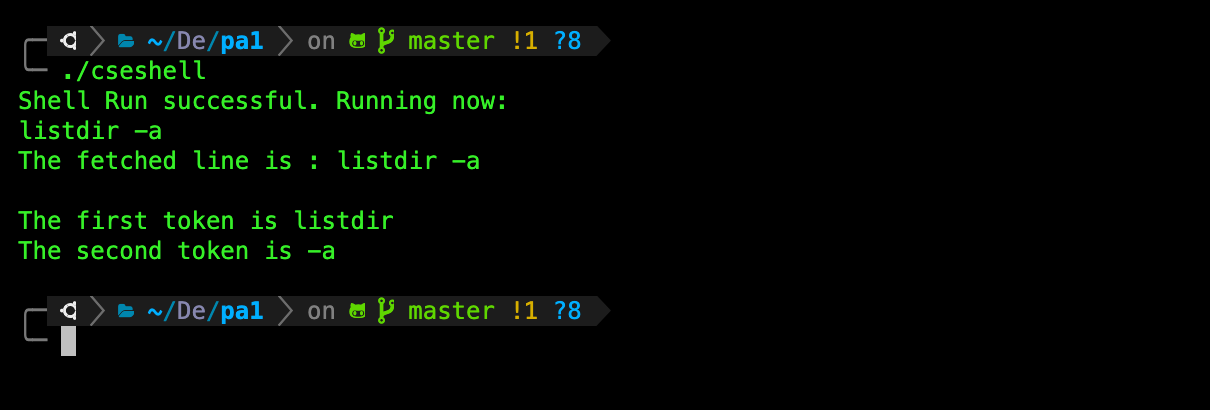 ~/De/pa1 on master !1 ?8
./cseshell
Shell Run successful. Running now:
listdir -a
The fetched line is : listdir -a
The first token is listdir
The second token is -a
~/De/pa1 on master !1 ?8